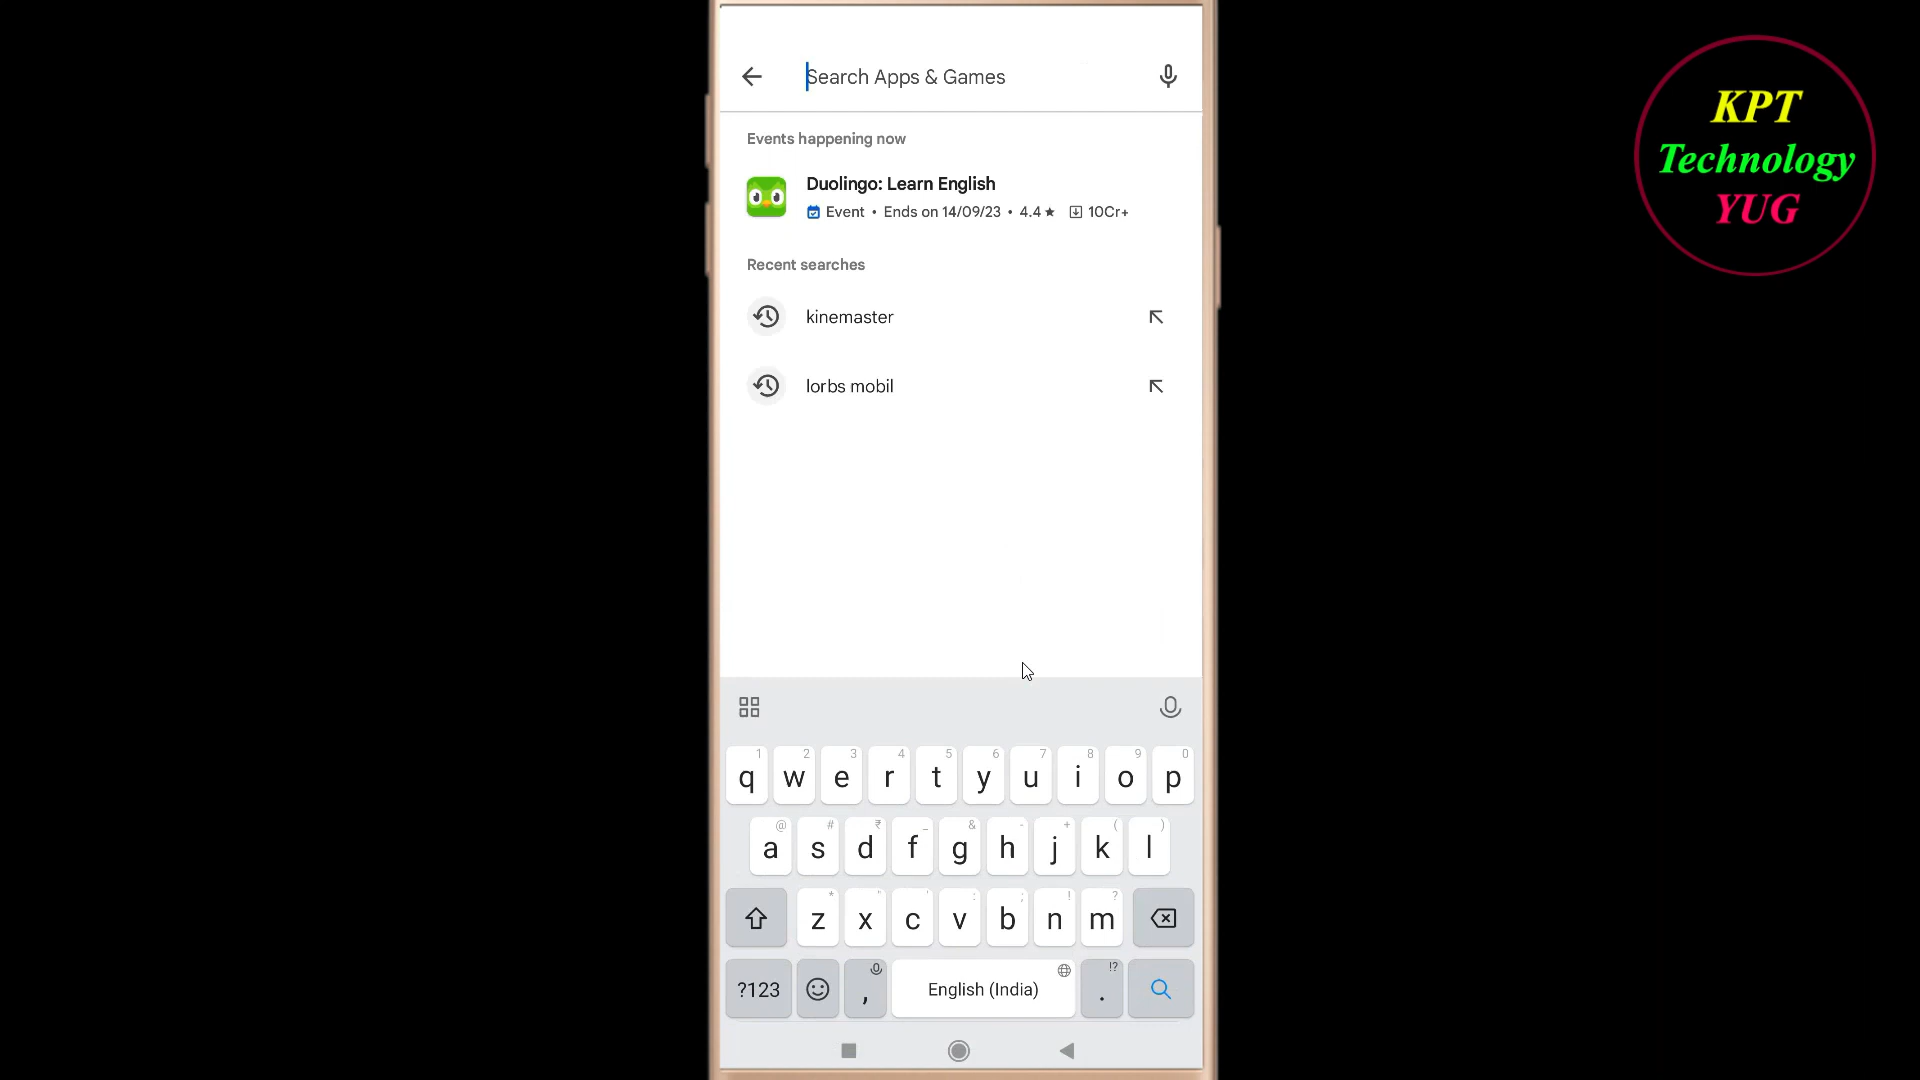 Search Apps & Games
KPT
Technology
YUG
Events happening now
Duolingo: Learn English
Event • Ends on 14/09/23 • 4.4 ★ 10Cr+
Recent searches
kinemaster
lorbs mobil
1 2 3 4 5 6 7 8 9 0
q w e r t y u i o p
@ # ₹ _ & - + ( )
a s d f g h j k l
* " ' : ; ! ?
z x c v b n m
!?
?123 , English (India) .